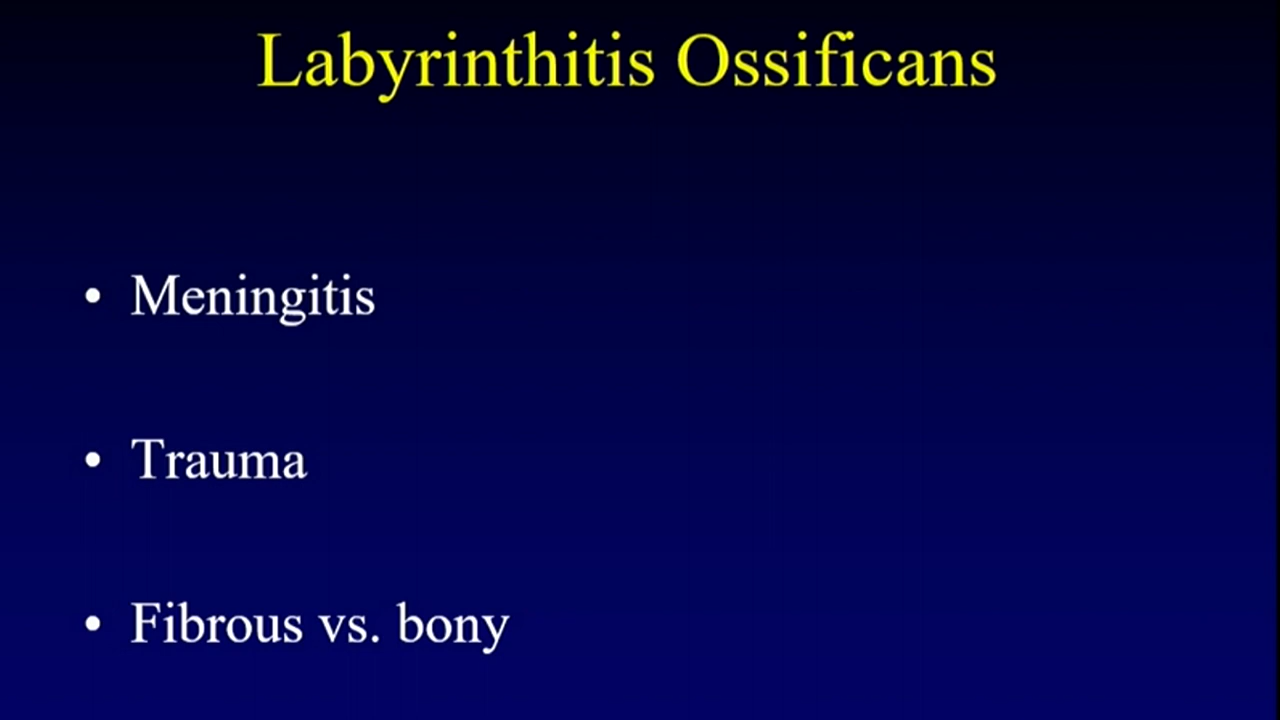 Labyrinthitis Ossificans
• Meningitis
• Trauma
• Fibrous vs. bony